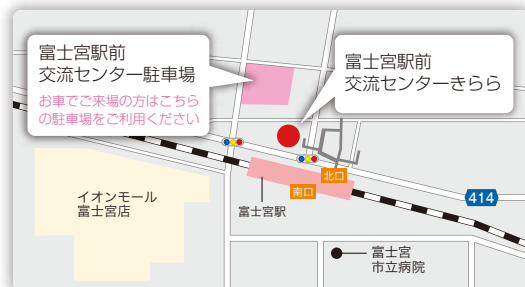 富士宮駅前
交流センター駐車場
お車でご来場の方はこちら
の駐車場をご利用ください
富士宮駅前
交流センターきらら
北口
南口
414
イオンモール
富士宮店
富士宮駅
富士宮
市立病院